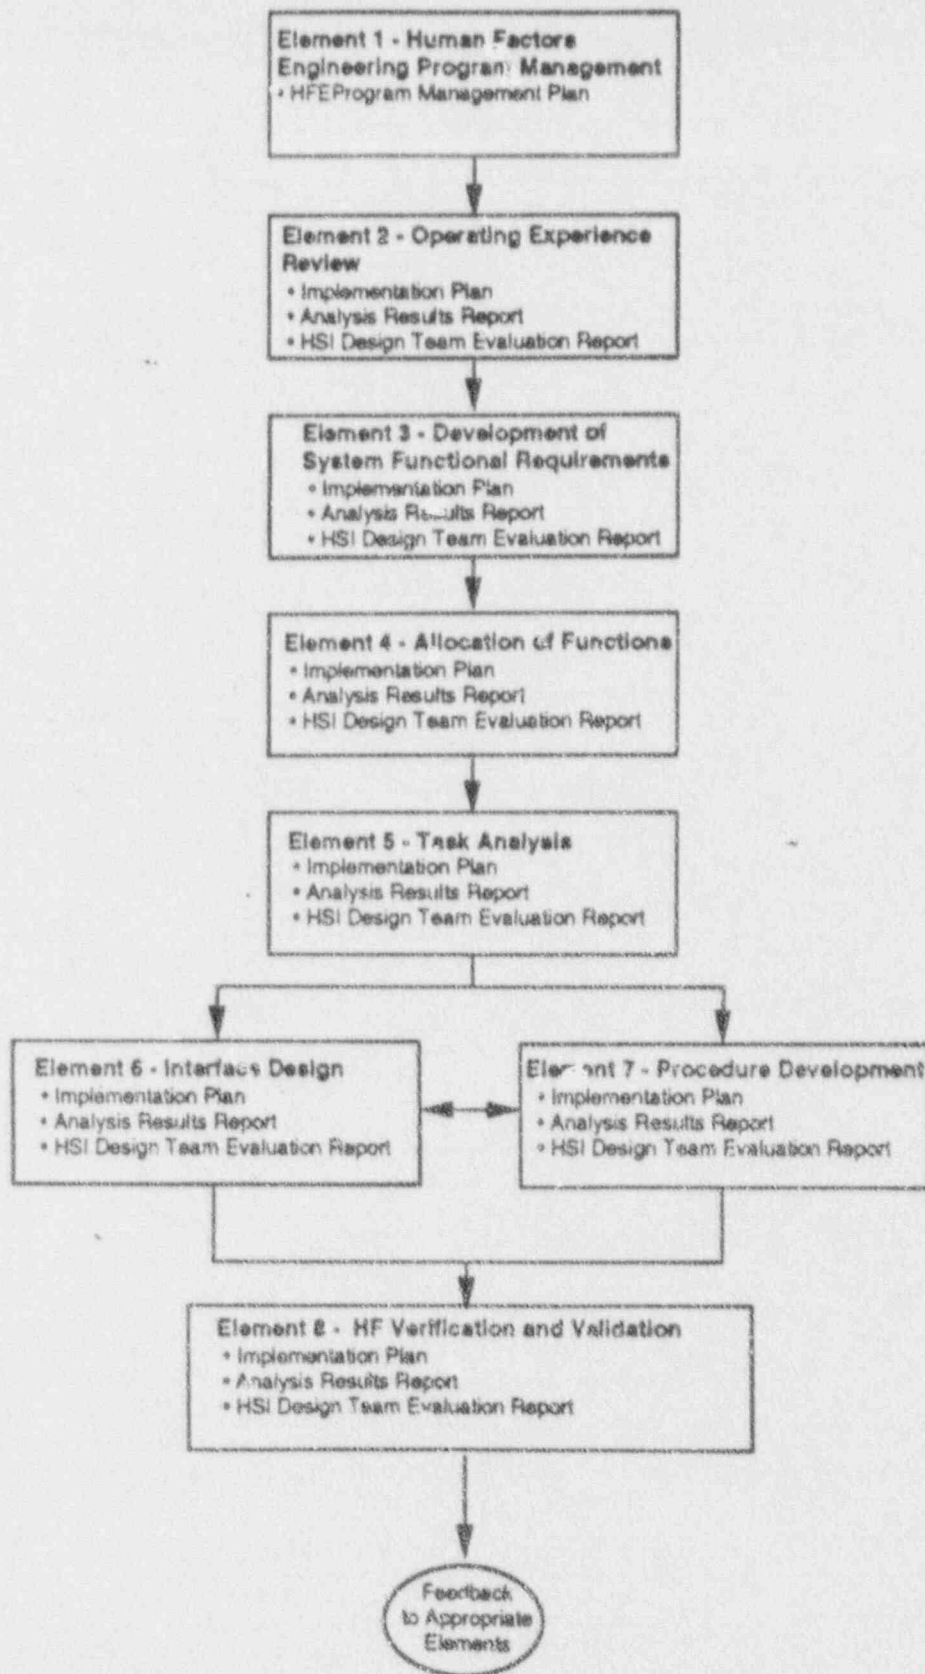 Element 1 - Human Factors
Engineering Program Management
• HFE Program Management Plan
Element 2 - Operating Experience
Review
• Implementation Plan
• Analysis Results Report
• HSI Design Team Evaluation Report
Element 3 - Development of
System Functional Requirements
• Implementation Plan
• Analysis Results Report
• HSI Design Team Evaluation Report
Element 4 - Allocation of Functions
• Implementation Plan
• Analysis Results Report
• HSI Design Team Evaluation Report
Element 5 - Task Analysis
• Implementation Plan
• Analysis Results Report
• HSI Design Team Evaluation Report
Element 6 - Interface Design
• Implementation Plan
• Analysis Results Report
• HSI Design Team Evaluation Report
Element 7 - Procedure Development
• Implementation Plan
• Analysis Results Report
• HSI Design Team Evaluation Report
Element 8 - HF Verification and Validation
• Implementation Plan
• Analysis Results Report
• HSI Design Team Evaluation Report
Feedback
to Appropriate
Elements